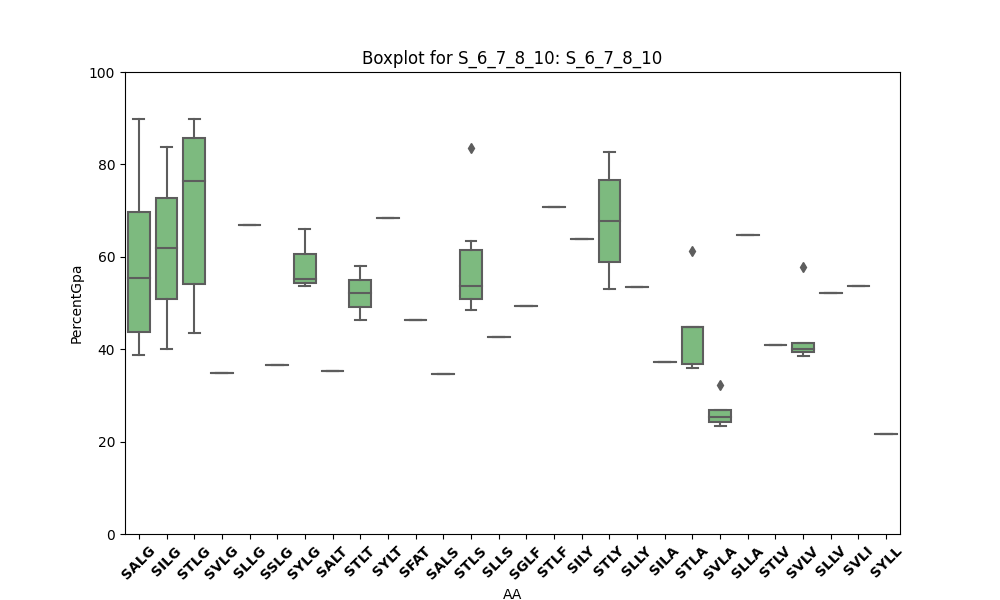 Boxplot for S_6_7_8_10: S_6_7_8_10
100
80
60
40
20
0
PercentGpa
SALG SILG STLG SVLG SLLG SSLG SYLG SALT STLT SYLT SFAT SALS STLS SLLS SGLF STLF SILY STLY SLLY SILA STLA SVLA SLLA STLV SVLV SLLV SVLI SYLL
AA